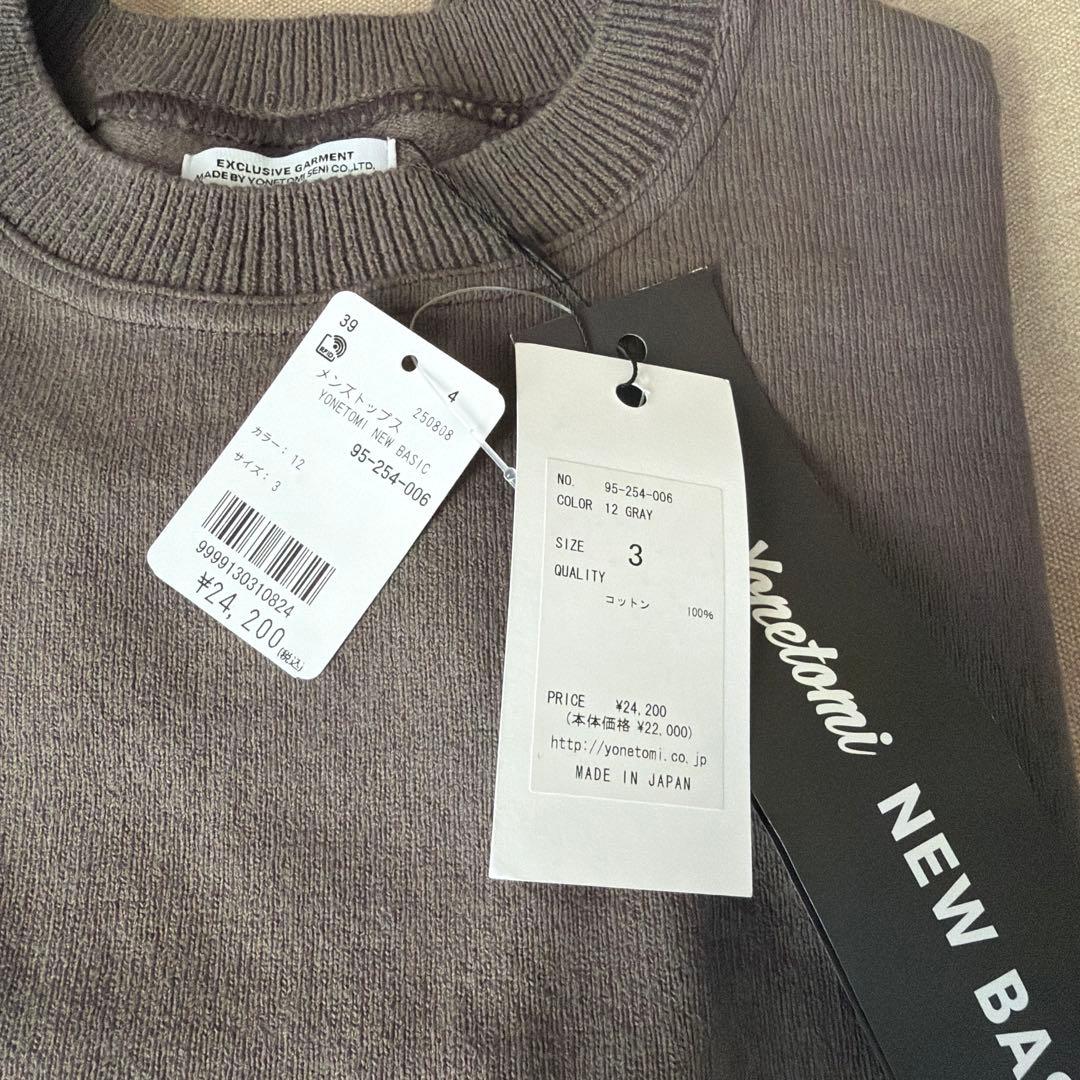 EXCLUSIVE GARMENT
MADE BY YONETOMI SENI CO.,LTD.
39
RFID
4
250808
メンズトップス
YONETOMI NEW BASIC
95-254-006
カラー: 12
サイズ: 3
9999130310824
¥24,200(税込)
NO. 95-254-006
COLOR 12 GRAY
SIZE 3
QUALITY
コットン 100%
PRICE ¥24,200
(本体価格 ¥22,000)
http://yonetomi.co.jp
MADE IN JAPAN
Yonetomi NEW BAS